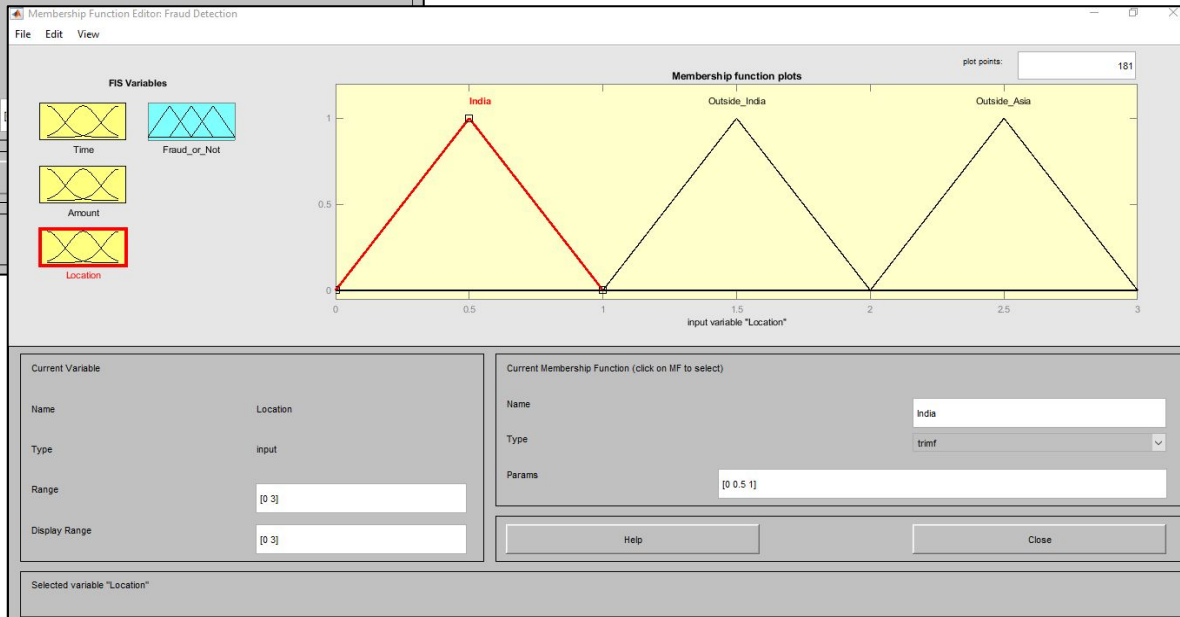 Membership Function Editor: Fraud Detection
File Edit View
FIS Variables
Time
Fraud_or_Not
Amount
Location
plot points:
181
Membership function plots
India
Outside_India
Outside_Asia
1
0.5
0
0 0.5 1 1.5 2 2.5 3
input variable "Location"
Current Variable
Name Location
Type input
Range [0 3]
Display Range [0 3]
Current Membership Function (click on MF to select)
Name India
Type trimf
Params [0 0.5 1]
Help Close
Selected variable "Location"